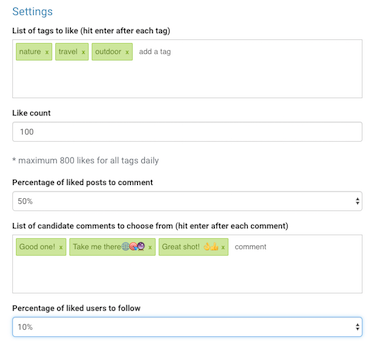 Settings
List of tags to like (hit enter after each tag)
nature x travel x outdoor x add a tag
Like count
100
* maximum 800 likes for all tags daily
Percentage of liked posts to comment
50%
List of candidate comments to choose from (hit enter after each comment)
Good one! x Take me there x Great shot! 👍👍 x comment
Percentage of liked users to follow
10%